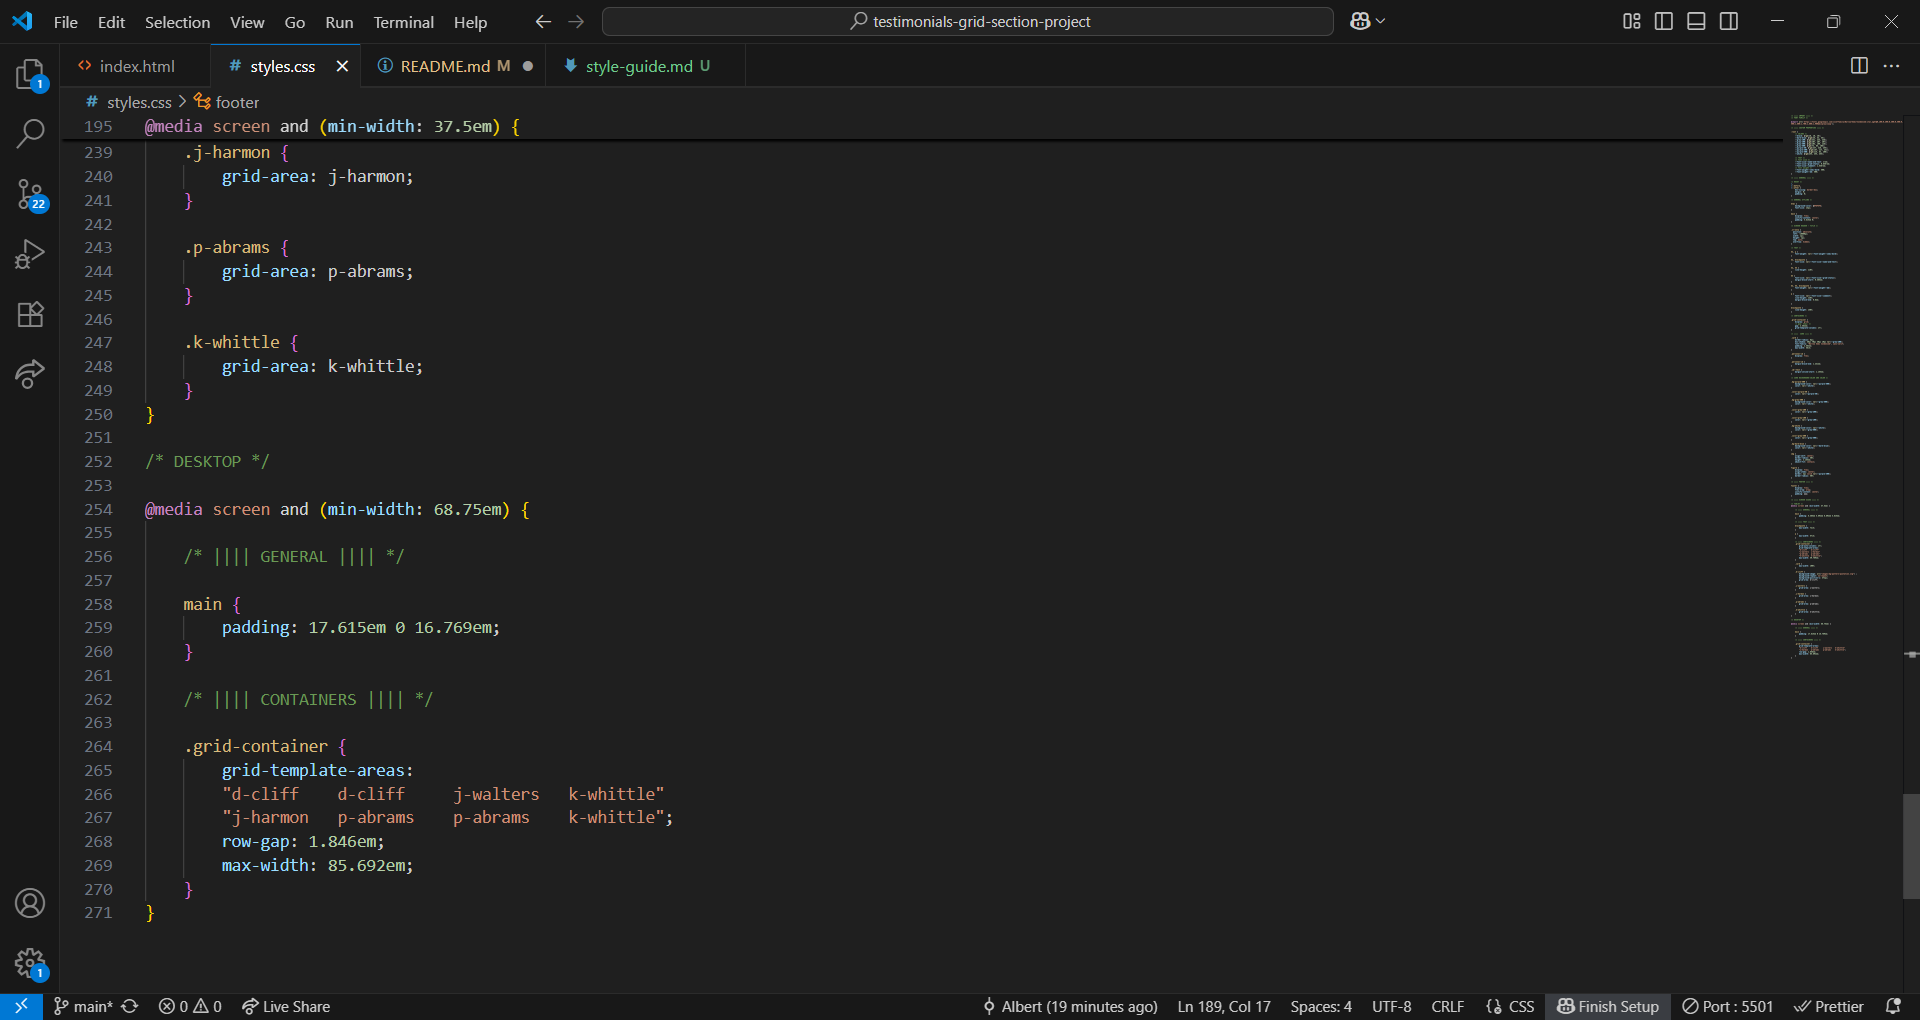 File Edit Selection View Go Run Terminal Help testimonials-grid-section-project
index.html styles.css README.md M style-guide.md U
styles.css > footer
195 @media screen and (min-width: 37.5em) {
239 .j-harmon {
240 grid-area: j-harmon;
241 }
242
243 .p-abrams {
244 grid-area: p-abrams;
245 }
246
247 .k-whittle {
248 grid-area: k-whittle;
249 }
250 }
251
252 /* DESKTOP */
253
254 @media screen and (min-width: 68.75em) {
255
256 /* |||| GENERAL |||| */
257
258 main {
259 padding: 17.615em 0 16.769em;
260 }
261
262 /* |||| CONTAINERS |||| */
263
264 .grid-container {
265 grid-template-areas:
266 "d-cliff d-cliff j-walters k-whittle"
267 "j-harmon p-abrams p-abrams k-whittle";
268 row-gap: 1.846em;
269 max-width: 85.692em;
270 }
271 }
1
22
1
main* 0 0 Live Share Albert (19 minutes ago) Ln 189, Col 17 Spaces: 4 UTF-8 CRLF {} CSS Finish Setup Port : 5501 Prettier